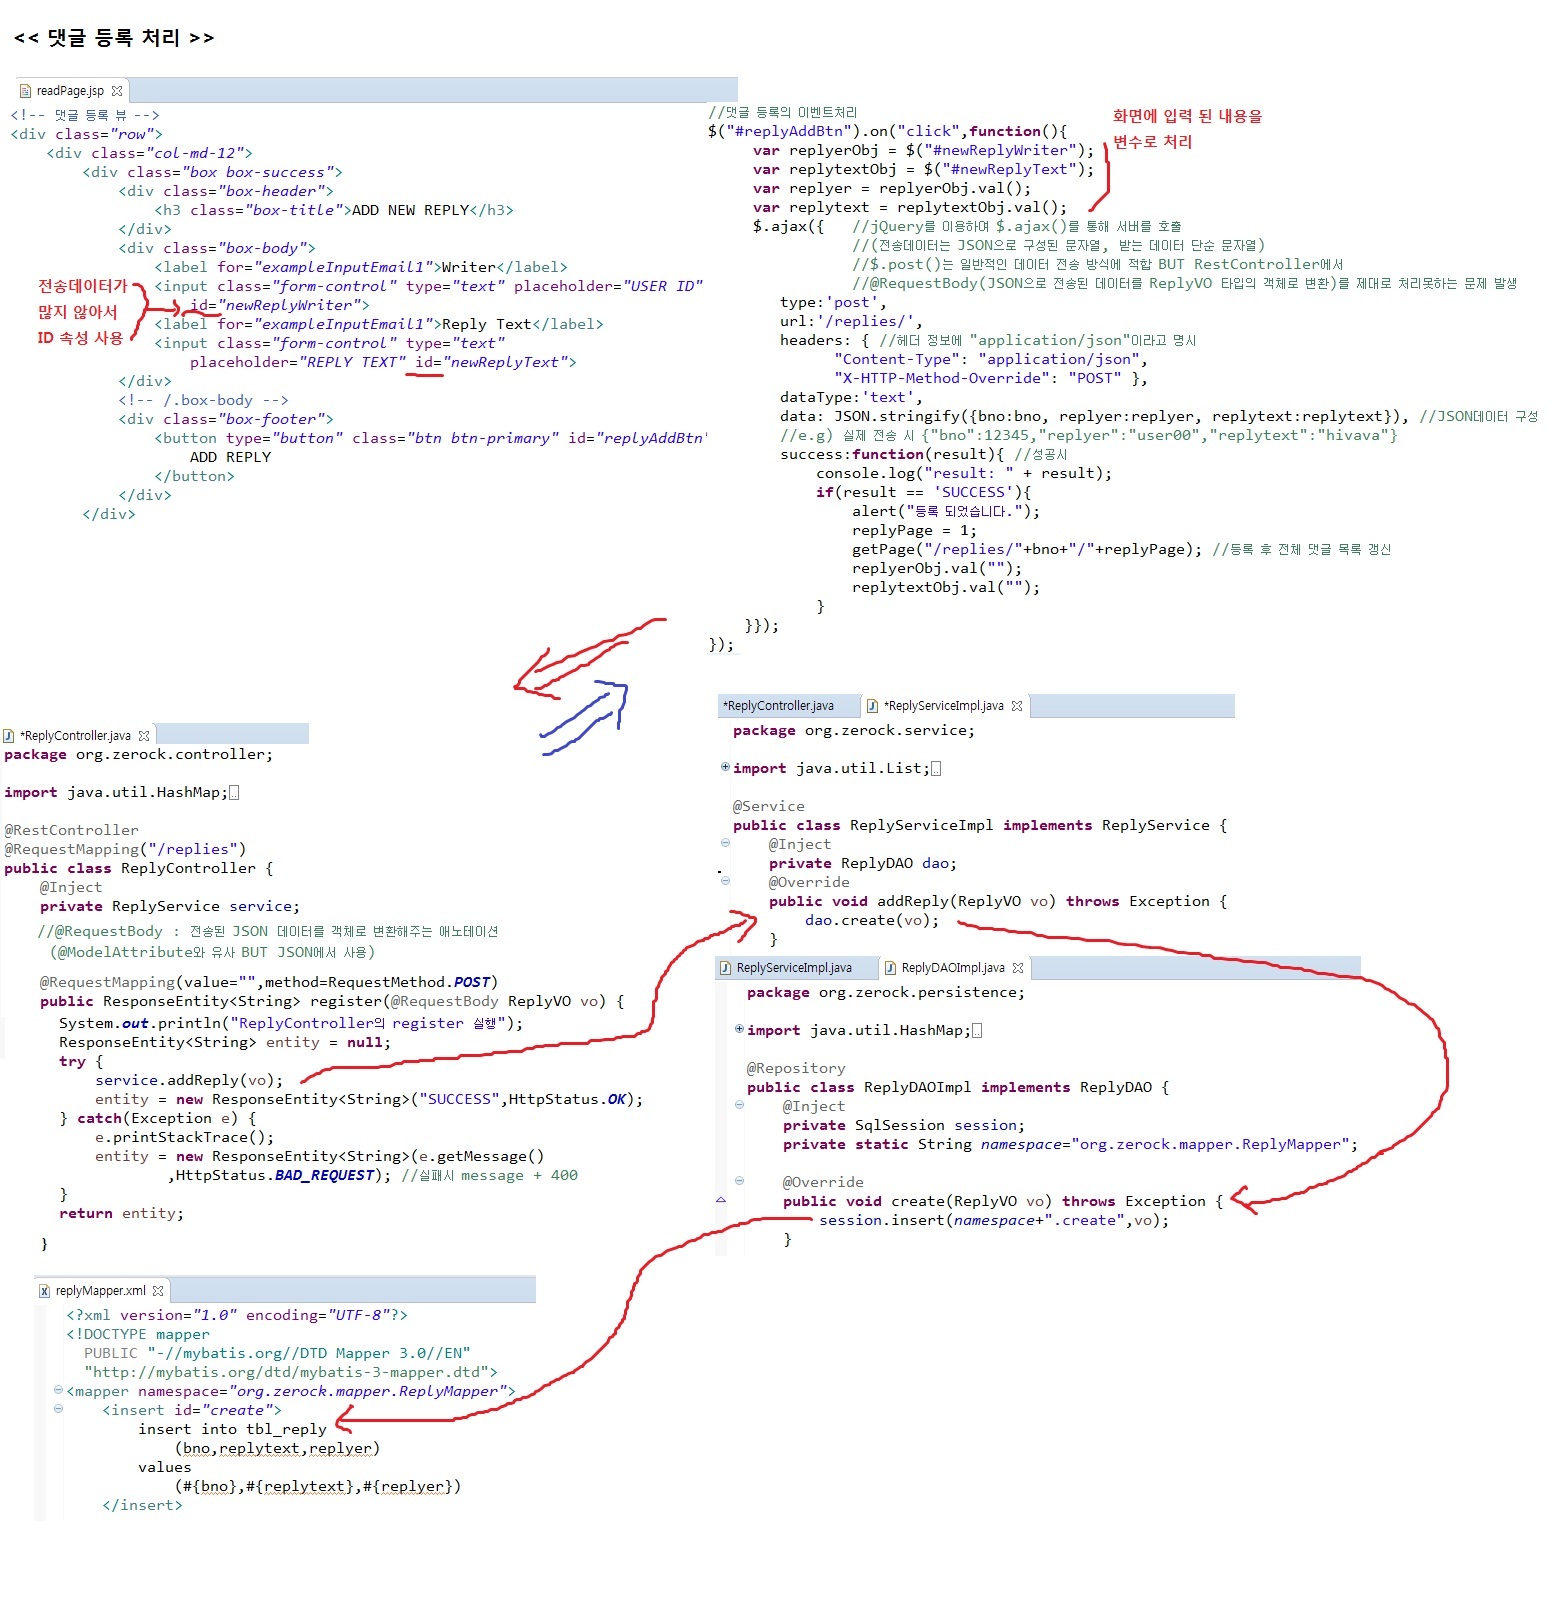 << 댓글 등록 처리 >>
readPage.jsp
<!-- 댓글 등록 뷰 -->
<div class="row">
<div class="col-md-12">
<div class="box box-success">
<div class="box-header">
<h3 class="box-title">ADD NEW REPLY</h3>
</div>
<div class="box-body">
<label for="exampleInputEmail1">Writer</label>
<input class="form-control" type="text" placeholder="USER ID"
id="newReplyWriter">
<label for="exampleInputEmail1">Reply Text</label>
<input class="form-control" type="text"
placeholder="REPLY TEXT" id="newReplyText">
</div>
<!-- /.box-body -->
<div class="box-footer">
<button type="button" class="btn btn-primary" id="replyAddBtn"
ADD REPLY
</button>
</div>
</div>
전송데이터가
많지 않아서
ID 속성 사용
//댓글 등록의 이벤트처리
$("#replyAddBtn").on("click",function(){
var replyerObj = $("#newReplyWriter");
var replytextObj = $("#newReplyText");
var replyer = replyerObj.val();
var replytext = replytextObj.val();
$.ajax({ //jQuery를 이용하여 $.ajax()를 통해 서버를 호출
//(전송데이터는 JSON으로 구성된 문자열, 받는 데이터 단순 문자열)
//$.post()는 일반적인 데이터 전송 방식에 적합 BUT RestController에서
//@RequestBody(JSON으로 전송된 데이터를 ReplyVO 타입의 객체로 변환)를 제대로 처리못하는 문제 발생
type:'post',
url:'/replies/',
headers: { //헤더 정보에 "application/json"이라고 명시
"Content-Type": "application/json",
"X-HTTP-Method-Override": "POST" },
dataType:'text',
data: JSON.stringify({bno:bno, replyer:replyer, replytext:replytext}), //JSON데이터 구성
//e.g) 실제 전송 시 {"bno":12345,"replyer":"user00","replytext":"hivava"}
success:function(result){ //성공시
console.log("result: " + result);
if(result == 'SUCCESS'){
alert("등록 되었습니다.");
replyPage = 1;
getPage("/replies/"+bno+"/"+replyPage); //등록 후 전체 댓글 목록 갱신
replyerObj.val("");
replytextObj.val("");
}
}});
});
화면에 입력 된 내용을
변수로 처리
*ReplyController.java
package org.zerock.controller;
import java.util.HashMap;
@RestController
@RequestMapping("/replies")
public class ReplyController {
@Inject
private ReplyService service;
//@RequestBody : 전송된 JSON 데이터를 객체로 변환해주는 애노테이션
(@ModelAttribute와 유사 BUT JSON에서 사용)
@RequestMapping(value="",method=RequestMethod.POST)
public ResponseEntity<String> register(@RequestBody ReplyVO vo) {
System.out.println("ReplyController의 register 실행");
ResponseEntity<String> entity = null;
try {
service.addReply(vo);
entity = new ResponseEntity<String>("SUCCESS",HttpStatus.OK);
} catch(Exception e) {
e.printStackTrace();
entity = new ResponseEntity<String>(e.getMessage()
,HttpStatus.BAD_REQUEST); //실패시 message + 400
}
return entity;
}
*ReplyController.java *ReplyServiceImpl.java
package org.zerock.service;
import java.util.List;
@Service
public class ReplyServiceImpl implements ReplyService {
@Inject
private ReplyDAO dao;
@Override
public void addReply(ReplyVO vo) throws Exception {
dao.create(vo);
}
ReplyServiceImpl.java ReplyDAOImpl.java
package org.zerock.persistence;
import java.util.HashMap;
@Repository
public class ReplyDAOImpl implements ReplyDAO {
@Inject
private SqlSession session;
private static String namespace="org.zerock.mapper.ReplyMapper";
@Override
public void create(ReplyVO vo) throws Exception {
session.insert(namespace+".create",vo);
}
replyMapper.xml
<?xml version="1.0" encoding="UTF-8"?>
<!DOCTYPE mapper
PUBLIC "-//mybatis.org//DTD Mapper 3.0//EN"
"http://mybatis.org/dtd/mybatis-3-mapper.dtd">
<mapper namespace="org.zerock.mapper.ReplyMapper">
<insert id="create">
insert into tbl_reply
(bno,replytext,replyer)
values
(#{bno},#{replytext},#{replyer})
</insert>